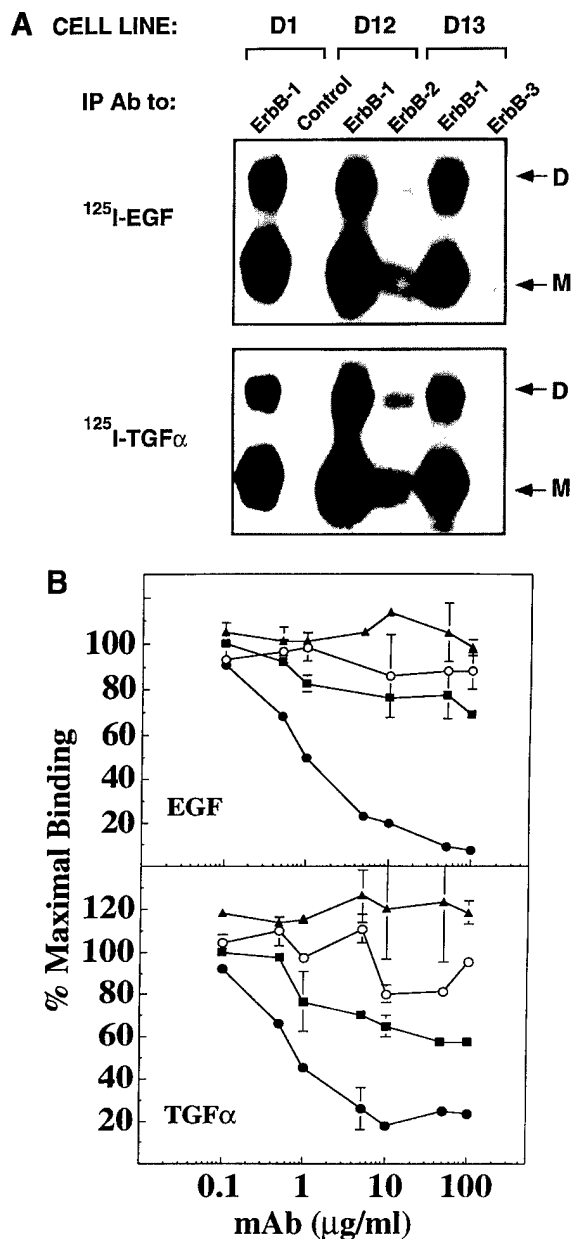 A CELL LINE: D1 D12 D13
IP Ab to: ErbB-1 Control ErbB-1 ErbB-2 ErbB-1 ErbB-3
¹²⁵I-EGF
D
M
¹²⁵I-TGFα
D
M
B
% Maximal Binding
100
80
60
40
20
EGF
120
100
80
60
40
20
TGFα
0.1 1 10 100
mAb (μg/ml)